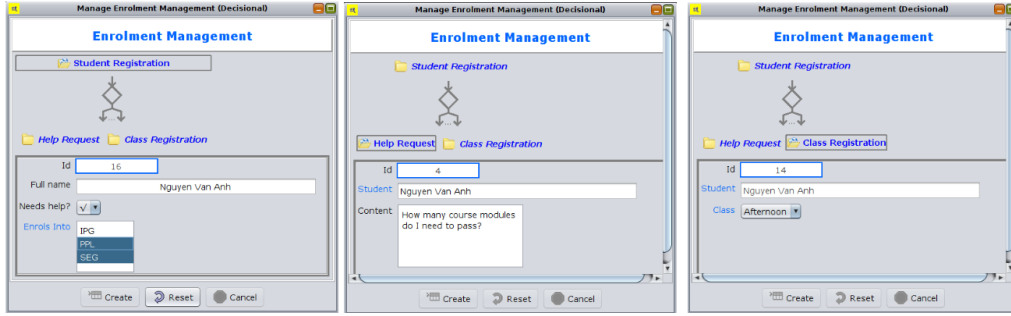 Manage Enrolment Management (Decisional)
Enrolment Management
Student Registration
...
Help Request Class Registration
Id 16
Full name Nguyen Van Anh
Needs help? √
Enrols Into IPG
PPL
SEG
Create Reset Cancel
Manage Enrolment Management (Decisional)
Enrolment Management
Student Registration
...
Help Request Class Registration
Id 4
Student Nguyen Van Anh
Content How many course modules
do I need to pass?
Create Reset Cancel
Manage Enrolment Management (Decisional)
Enrolment Management
Student Registration
...
Help Request Class Registration
Id 14
Student Nguyen Van Anh
Class Afternoon
Create Reset Cancel